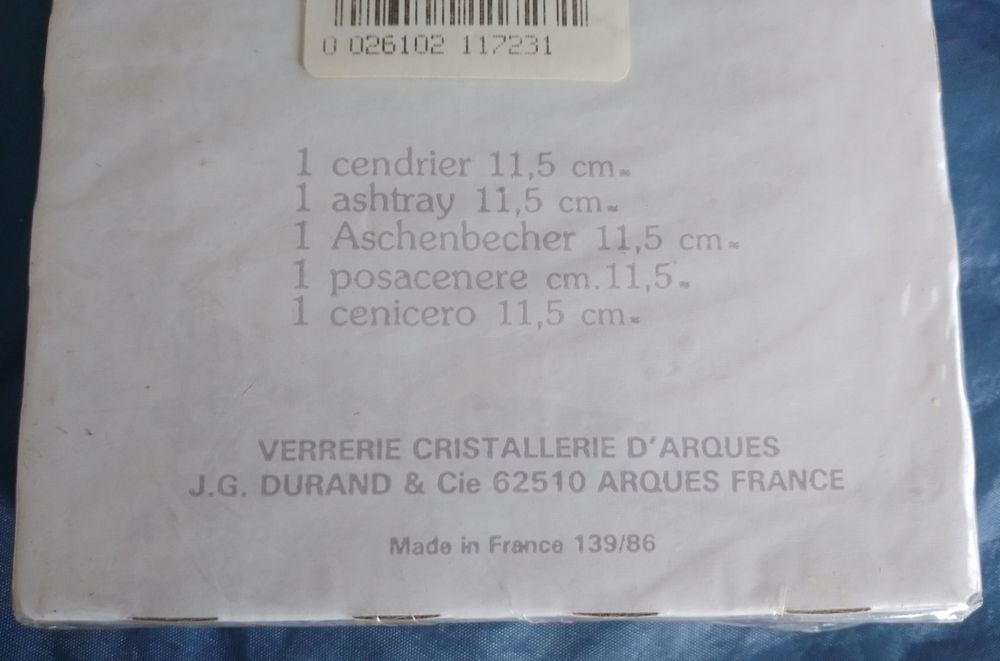 0 026102 117231
1 cendrier 11,5 cm≈
1 ashtray 11,5 cm≈
1 Aschenbecher 11,5 cm≈
1 posacenere cm. 11,5≈
1 cenicero 11,5 cm≈
VERRERIE CRISTALLERIE D'ARQUES
J.G. DURAND & Cie 62510 ARQUES FRANCE
Made in France 139/86